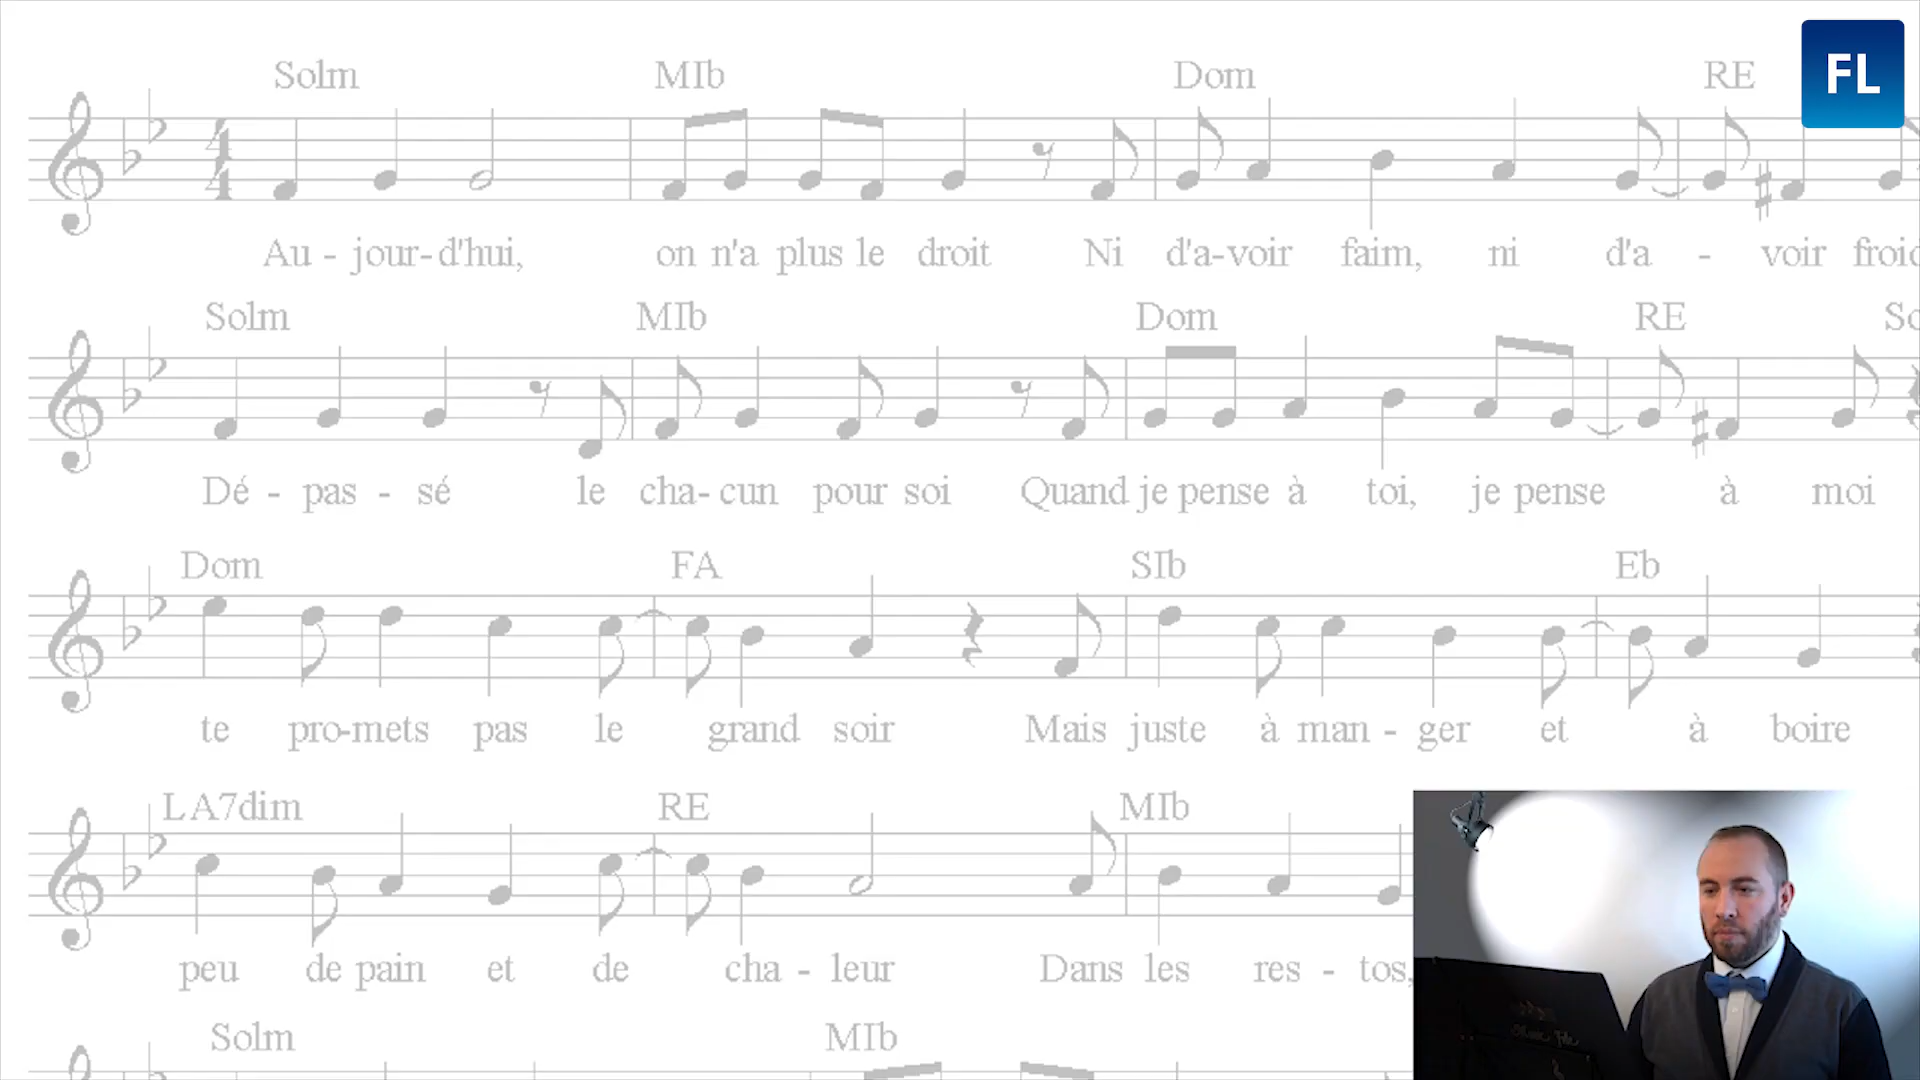 FL
Solm MIb Dom RE
4
4
Au - jour-d'hui, on n'a plus le droit Ni d'a-voir faim, ni d'a - voir froid
Solm MIb Dom RE So
Dé - pas - sé le cha-cun pour soi Quand je pense à toi, je pense à moi
Dom FA SIb Eb
te pro-mets pas le grand soir Mais juste à man - ger et à boire
LA7dim RE MIb
peu de pain et de cha - leur Dans les res - tos,
Solm MIb